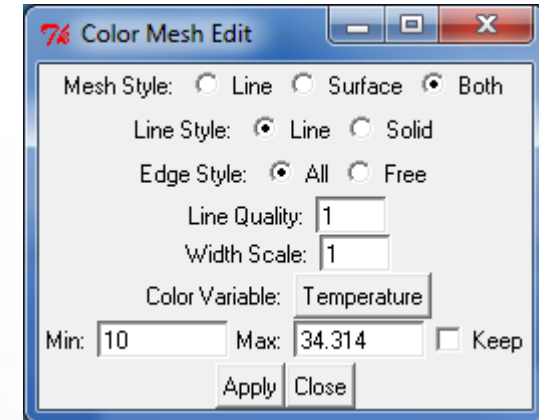 Color Mesh Edit
Mesh Style: Line Surface Both
Line Style: Line Solid
Edge Style: All Free
Line Quality: 1
Width Scale: 1
Color Variable: Temperature
Min: 10 Max: 34.314 Keep
Apply Close